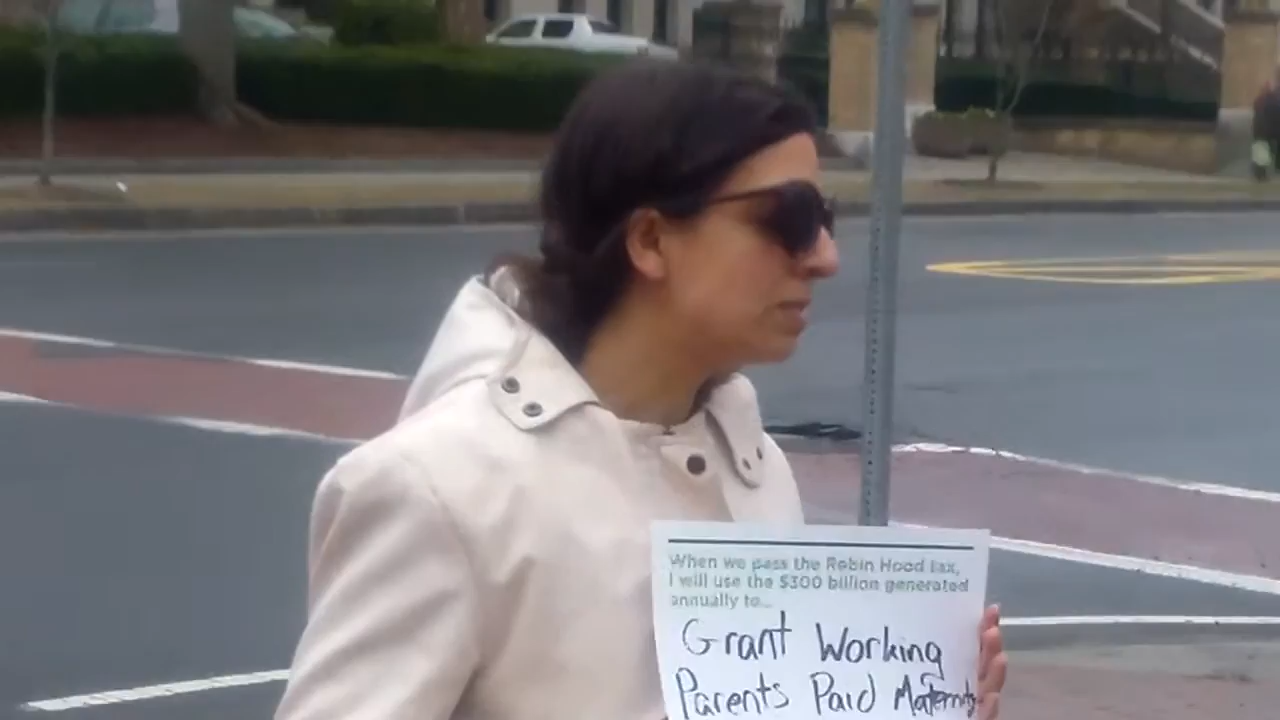 When we pass the Robin Hood tax,
I will use the $300 billion generated
annually to...
Grant Working
Parents Paid Maternity